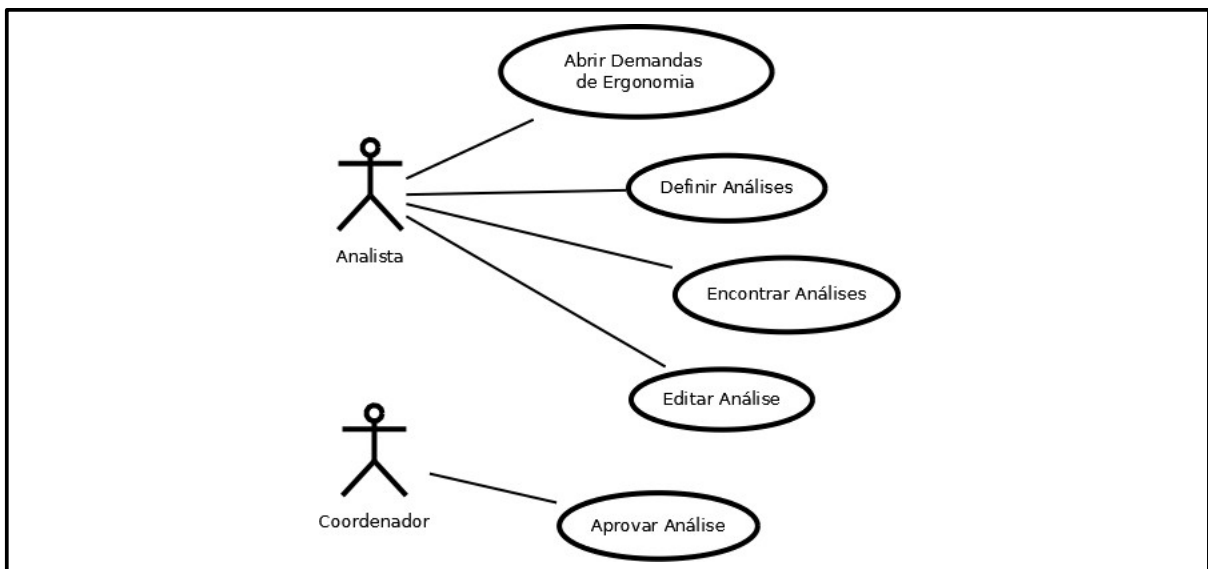 Abrir Demandas
de Ergonomia
Definir Análises
Analista
Encontrar Análises
Editar Análise
Coordenador
Aprovar Análise